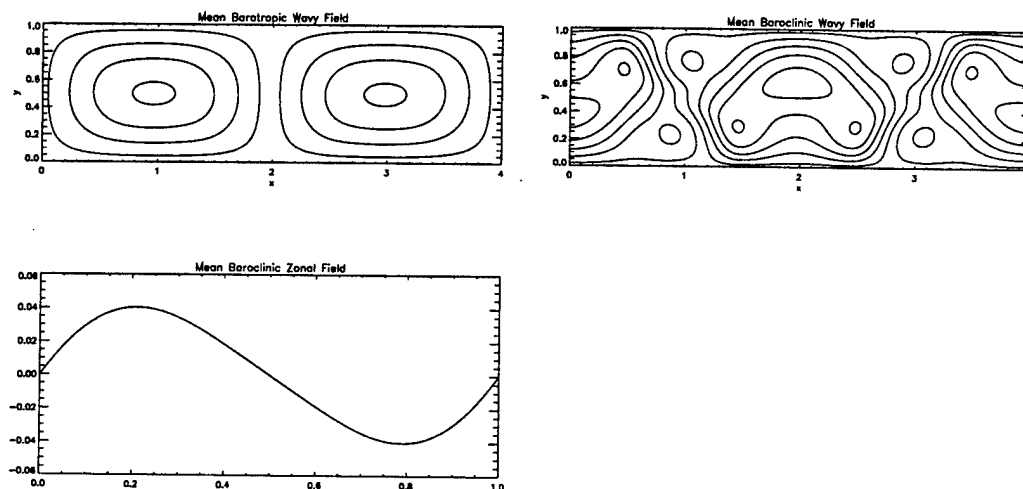 Mean Barotropic Wavy Field
1.0
0.8
0.6
0.4
0.2
0.0
y
0 1 2 3 4
x
Mean Baroclinic Wavy Field
1.0
0.8
0.6
0.4
0.2
0.0
y
0 1 2 3
x
Mean Baroclinic Zonal Field
0.06
0.04
0.02
0.00
-0.02
-0.04
-0.06
0.0 0.2 0.4 0.6 0.8 1.0